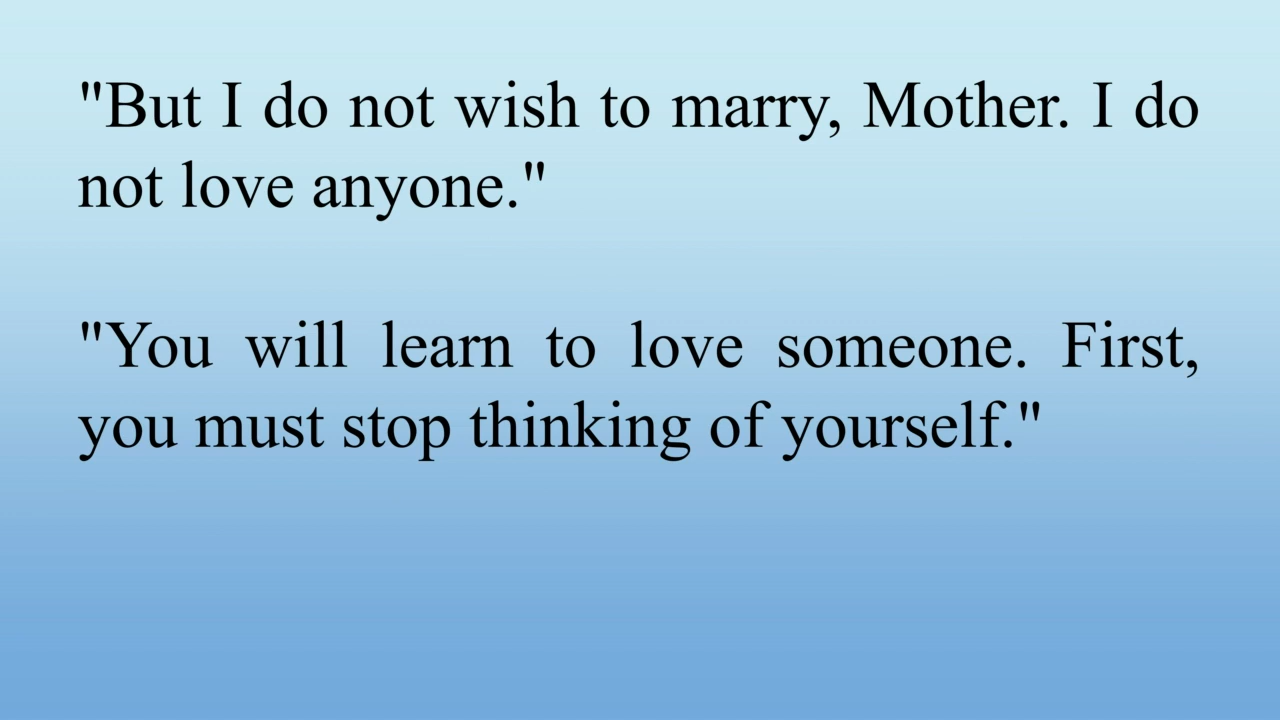 "But I do not wish to marry, Mother. I do
not love anyone."
"You will learn to love someone. First,
you must stop thinking of yourself."